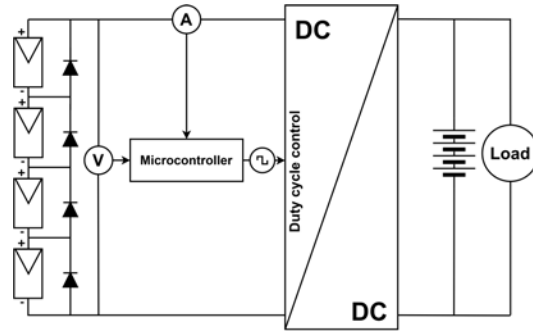 A
DC
+
-
+
-
+
-
+
-
V
Microcontroller
Duty cycle control
Load
DC